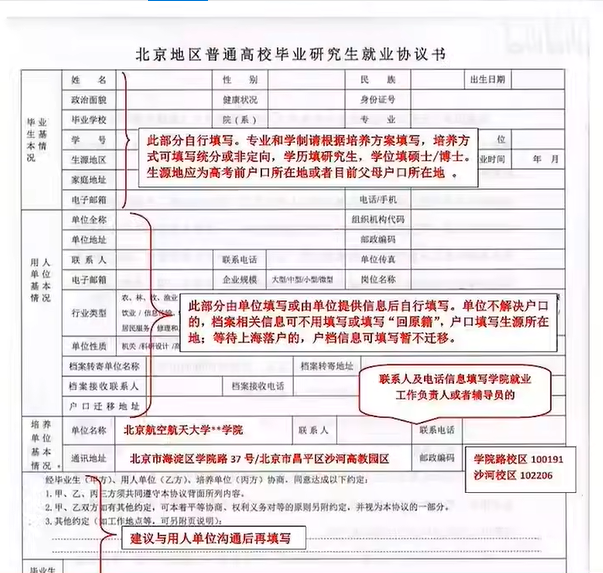 北京地区普通高校毕业研究生就业协议书
毕业生基本情况
姓 名 性 别 民 族 出生日期
政治面貌 健康状况 身份证号
毕业学校 院(系) 专 业
学 号 位
此部分自行填写。专业和学制请根据培养方案填写,培养方
式可填写统分或非定向,学历填研究生,学位填硕士/博士。
生源地应为高考前户口所在地或者目前父母户口所在地 。
生源地区 业时间 年 月
家庭地址
电子邮箱 电话/手机
用人单位基本情况
单位全称 组织机构代码
单位地址 邮政编码
联系人 联系电话 单位传真
电子邮箱 企业规模 大型/中型/小型/微型 岗位名称
行业类型
农、林、牧、渔业
饮业
居民服务
此部分由单位填写或由单位提供信息后自行填写。单位不解决户口
的,档案相关信息可不用填写或填写“回原籍”,户口填写生源所在
地;等待上海落户的,户档信息可填写暂不迁移。
单位性质 机关
档案转寄单位名称 档案转寄地址
档案接收联系人 档案接收电话
户口迁移地址
联系人及电话信息填写学院就业
工作负责人或者辅导员的
培养单位基本情况
单位名称 北京航空航天大学**学院 联系人 联系电话
通讯地址 北京市海淀区学院路 37 号/北京市昌平区沙河高教园区 邮政编码
学院路校区 100191
沙河校区 102206
经毕业生(甲方)、用人单位(乙方)、培养单位(丙方)协商,同意达成以下约定:
1. 甲、乙、丙三方须共同遵守本协议背面所列内容。
2. 甲、乙双方如有其他约定,可本着平等协商、权利义务对等的原则另附约定,并视为本协议的一部分。
3. 其他约定(如工作地点等,可另附页说明):
建议与用人单位沟通后再填写
毕业生